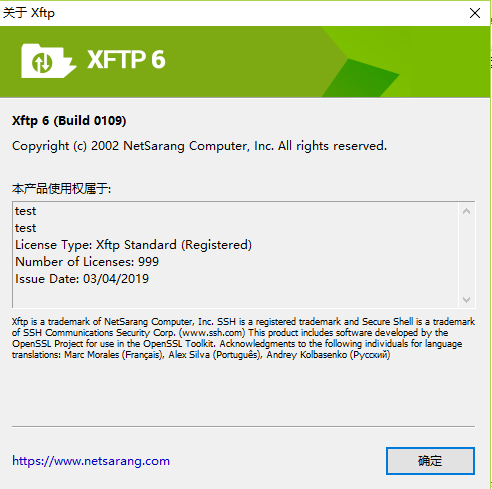 关于 Xftp
XFTP 6
Xftp 6 (Build 0109)
Copyright (c) 2002 NetSarang Computer, Inc. All rights reserved.
本产品使用权属于:
test
test
License Type: Xftp Standard (Registered)
Number of Licenses: 999
Issue Date: 03/04/2019
Xftp is a trademark of NetSarang Computer, Inc. SSH is a registered trademark and Secure Shell is a trademark
of SSH Communications Security Corp. (www.ssh.com) This product includes software developed by the
OpenSSL Project for use in the OpenSSL Toolkit. Acknowledgments to the following individuals for language
translations: Marc Morales (Français), Alex Silva (Português), Andrey Kolbasenko (Русский)
https://www.netsarang.com
确定